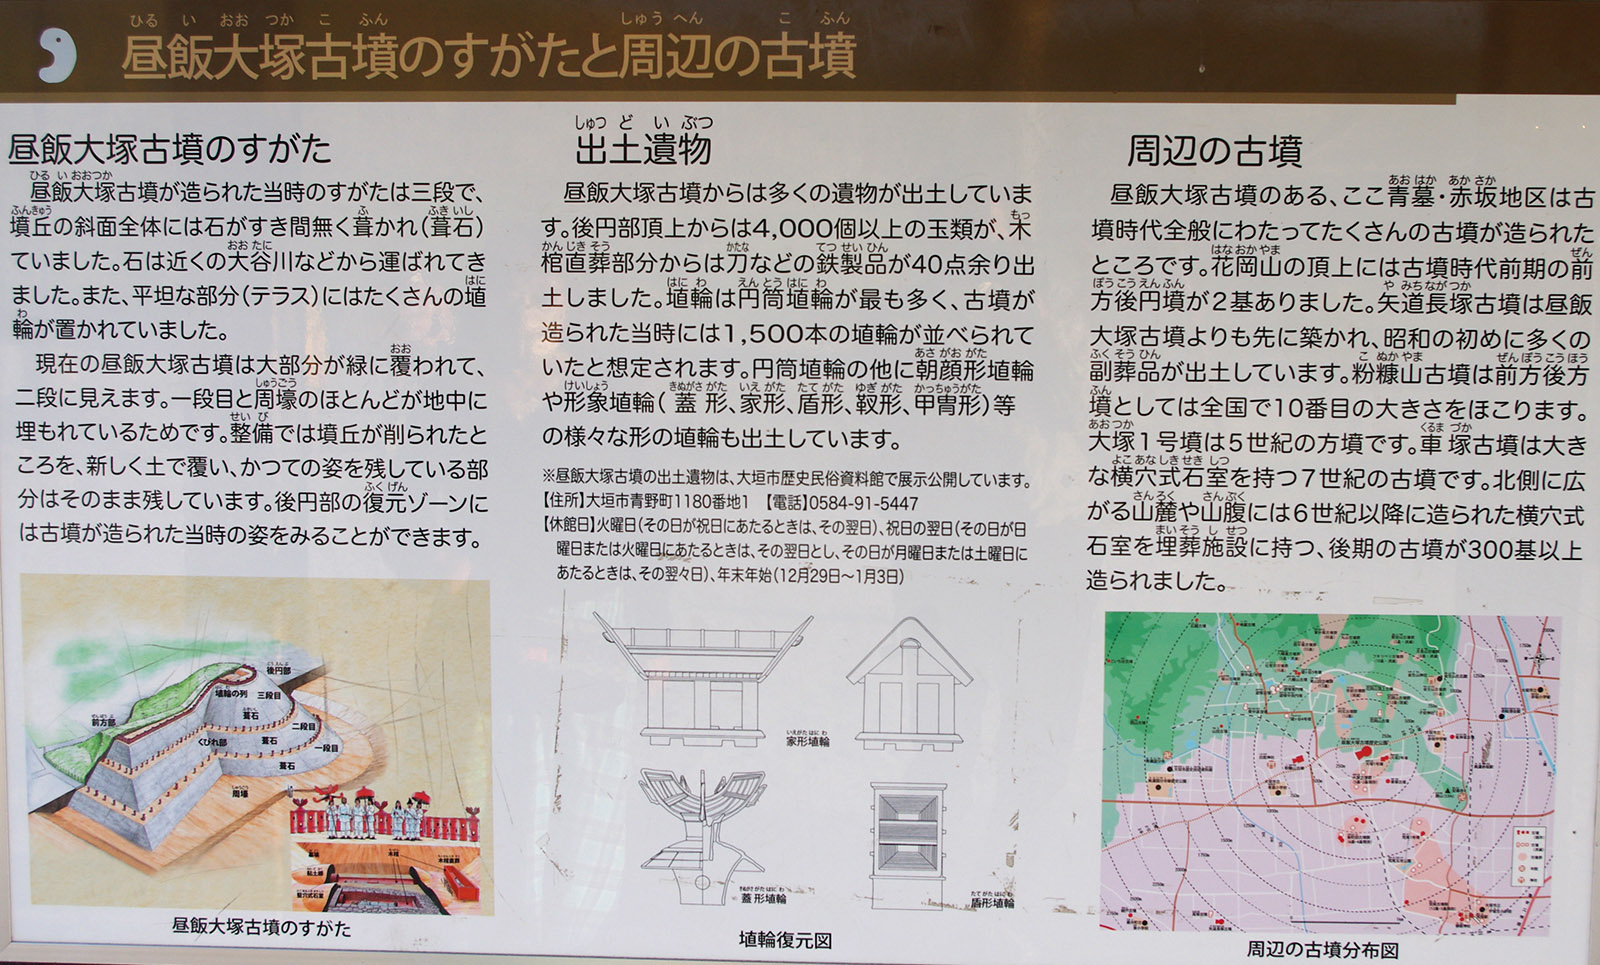 昼飯大塚古墳のすがたと周辺の古墳
昼飯大塚古墳のすがた
昼飯大塚古墳が造られた当時のすがたは三段で、
墳丘の斜面全体には石がすき間無く葺かれ(葺石)
ていました。石は近くの大谷川などから運ばれてき
ました。また、平坦な部分(テラス)にはたくさんの埴
輪が置かれていました。
現在の昼飯大塚古墳は大部分が緑に覆われて、
二段に見えます。一段目と周壕のほとんどが地中に
埋もれているためです。整備では墳丘が削られたと
ころを、新しく土で覆い、かつての姿を残している部
分はそのまま残しています。後円部の復元ゾーンに
は古墳が造られた当時の姿をみることができます。
後円部
埴輪の列
三段目
前方部
葺石
二段目
くびれ部
葺石
一段目
葺石
周壕
昼飯大塚古墳のすがた
出土遺物
昼飯大塚古墳からは多くの遺物が出土していま
す。後円部頂上からは4,000個以上の玉類が、木
棺直葬部分からは刀などの鉄製品が40点余り出
土しました。埴輪は円筒埴輪が最も多く、古墳が
造られた当時には1,500本の埴輪が並べられて
いたと想定されます。円筒埴輪の他に朝顔形埴輪
や形象埴輪(蓋形、家形、盾形、靫形、甲冑形)等
の様々な形の埴輪も出土しています。
※昼飯大塚古墳の出土遺物は、大垣市歴史民俗資料館で展示公開しています。
【住所】大垣市青野町1180番地1 【電話】0584-91-5447
【休館日】火曜日(その日が祝日にあたるときは、その翌日)、祝日の翌日(その日が日
曜日または火曜日にあたるときは、その翌日とし、その日が月曜日または土曜日に
あたるときは、その翌々日)、年末年始(12月29日～1月3日)
家形埴輪
蓋形埴輪
盾形埴輪
埴輪復元図
周辺の古墳
昼飯大塚古墳のある、ここ青墓・赤坂地区は古
墳時代全般にわたってたくさんの古墳が造られた
ところです。花岡山の頂上には古墳時代前期の前
方後円墳が2基ありました。矢道長塚古墳は昼飯
大塚古墳よりも先に築かれ、昭和の初めに多くの
副葬品が出土しています。粉糠山古墳は前方後方
墳としては全国で10番目の大きさをほこります。
大塚1号墳は5世紀の方墳です。車塚古墳は大き
な横穴式石室を持つ7世紀の古墳です。北側に広
がる山麓や山腹には6世紀以降に造られた横穴式
石室を埋葬施設に持つ、後期の古墳が300基以上
造られました。
周辺の古墳分布図